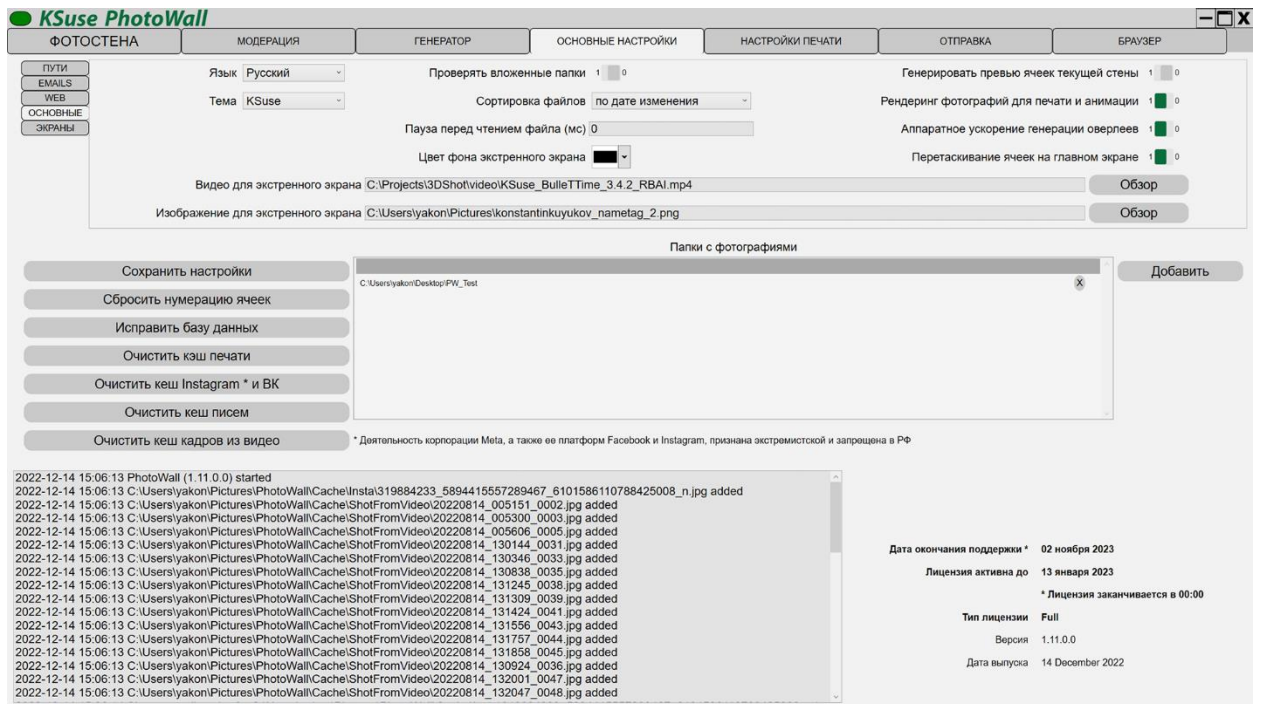 KSuse PhotoWall
ФОТОСТЕНА МОДЕРАЦИЯ ГЕНЕРАТОР ОСНОВНЫЕ НАСТРОЙКИ НАСТРОЙКИ ПЕЧАТИ ОТПРАВКА БРАУЗЕР
ПУТИ
EMAILS
WEB
ОСНОВНЫЕ
ЭКРАНЫ
Язык Русский Проверять вложенные папки 1 0 Генерировать превью ячеек текущей стены 1 0
Тема KSuse Сортировка файлов по дате изменения Рендеринг фотографий для печати и анимации 1 0
Пауза перед чтением файла (мс) 0 Аппаратное ускорение генерации оверлеев 1 0
Цвет фона экстренного экрана Перетаскивание ячеек на главном экране 1 0
Видео для экстренного экрана C:\Projects\3DShot\video\KSuse_BulleTTime_3.4.2_RBAI.mp4 Обзор
Изображение для экстренного экрана C:\Users\yakon\Pictures\konstantinkuyukov_nametag_2.png Обзор
Папки с фотографиями
Сохранить настройки Добавить
C:\Users\yakon\Desktop\PW_Test X
Сбросить нумерацию ячеек
Исправить базу данных
Очистить кэш печати
Очистить кеш Instagram * и ВК
Очистить кеш писем
Очистить кеш кадров из видео
* Деятельность корпорации Meta, а также ее платформ Facebook и Instagram, признана экстремистской и запрещена в РФ
2022-12-14 15:06:13 PhotoWall (1.11.0.0) started
2022-12-14 15:06:13 C:\Users\yakon\Pictures\PhotoWall\Cache\Insta\319884233_5894415557289467_6101586110788425008_n.jpg added
2022-12-14 15:06:13 C:\Users\yakon\Pictures\PhotoWall\Cache\ShotFromVideo\20220814_005151_0002.jpg added
2022-12-14 15:06:13 C:\Users\yakon\Pictures\PhotoWall\Cache\ShotFromVideo\20220814_005300_0003.jpg added
2022-12-14 15:06:13 C:\Users\yakon\Pictures\PhotoWall\Cache\ShotFromVideo\20220814_005606_0005.jpg added
2022-12-14 15:06:13 C:\Users\yakon\Pictures\PhotoWall\Cache\ShotFromVideo\20220814_130144_0031.jpg added
2022-12-14 15:06:13 C:\Users\yakon\Pictures\PhotoWall\Cache\ShotFromVideo\20220814_130346_0033.jpg added
2022-12-14 15:06:13 C:\Users\yakon\Pictures\PhotoWall\Cache\ShotFromVideo\20220814_130838_0035.jpg added
2022-12-14 15:06:13 C:\Users\yakon\Pictures\PhotoWall\Cache\ShotFromVideo\20220814_131245_0038.jpg added
2022-12-14 15:06:13 C:\Users\yakon\Pictures\PhotoWall\Cache\ShotFromVideo\20220814_131309_0039.jpg added
2022-12-14 15:06:13 C:\Users\yakon\Pictures\PhotoWall\Cache\ShotFromVideo\20220814_131424_0041.jpg added
2022-12-14 15:06:13 C:\Users\yakon\Pictures\PhotoWall\Cache\ShotFromVideo\20220814_131556_0043.jpg added
2022-12-14 15:06:13 C:\Users\yakon\Pictures\PhotoWall\Cache\ShotFromVideo\20220814_131757_0044.jpg added
2022-12-14 15:06:13 C:\Users\yakon\Pictures\PhotoWall\Cache\ShotFromVideo\20220814_131858_0045.jpg added
2022-12-14 15:06:13 C:\Users\yakon\Pictures\PhotoWall\Cache\ShotFromVideo\20220814_130924_0036.jpg added
2022-12-14 15:06:13 C:\Users\yakon\Pictures\PhotoWall\Cache\ShotFromVideo\20220814_132001_0047.jpg added
2022-12-14 15:06:13 C:\Users\yakon\Pictures\PhotoWall\Cache\ShotFromVideo\20220814_132047_0048.jpg added
Дата окончания поддержки * 02 ноября 2023
Лицензия активна до 13 января 2023
* Лицензия заканчивается в 00:00
Тип лицензии Full
Версия 1.11.0.0
Дата выпуска 14 December 2022